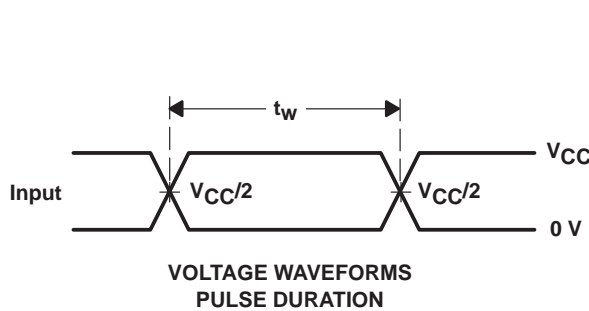 tw
VCC
Input
VCC/2
VCC/2
0 V
VOLTAGE WAVEFORMS
PULSE DURATION